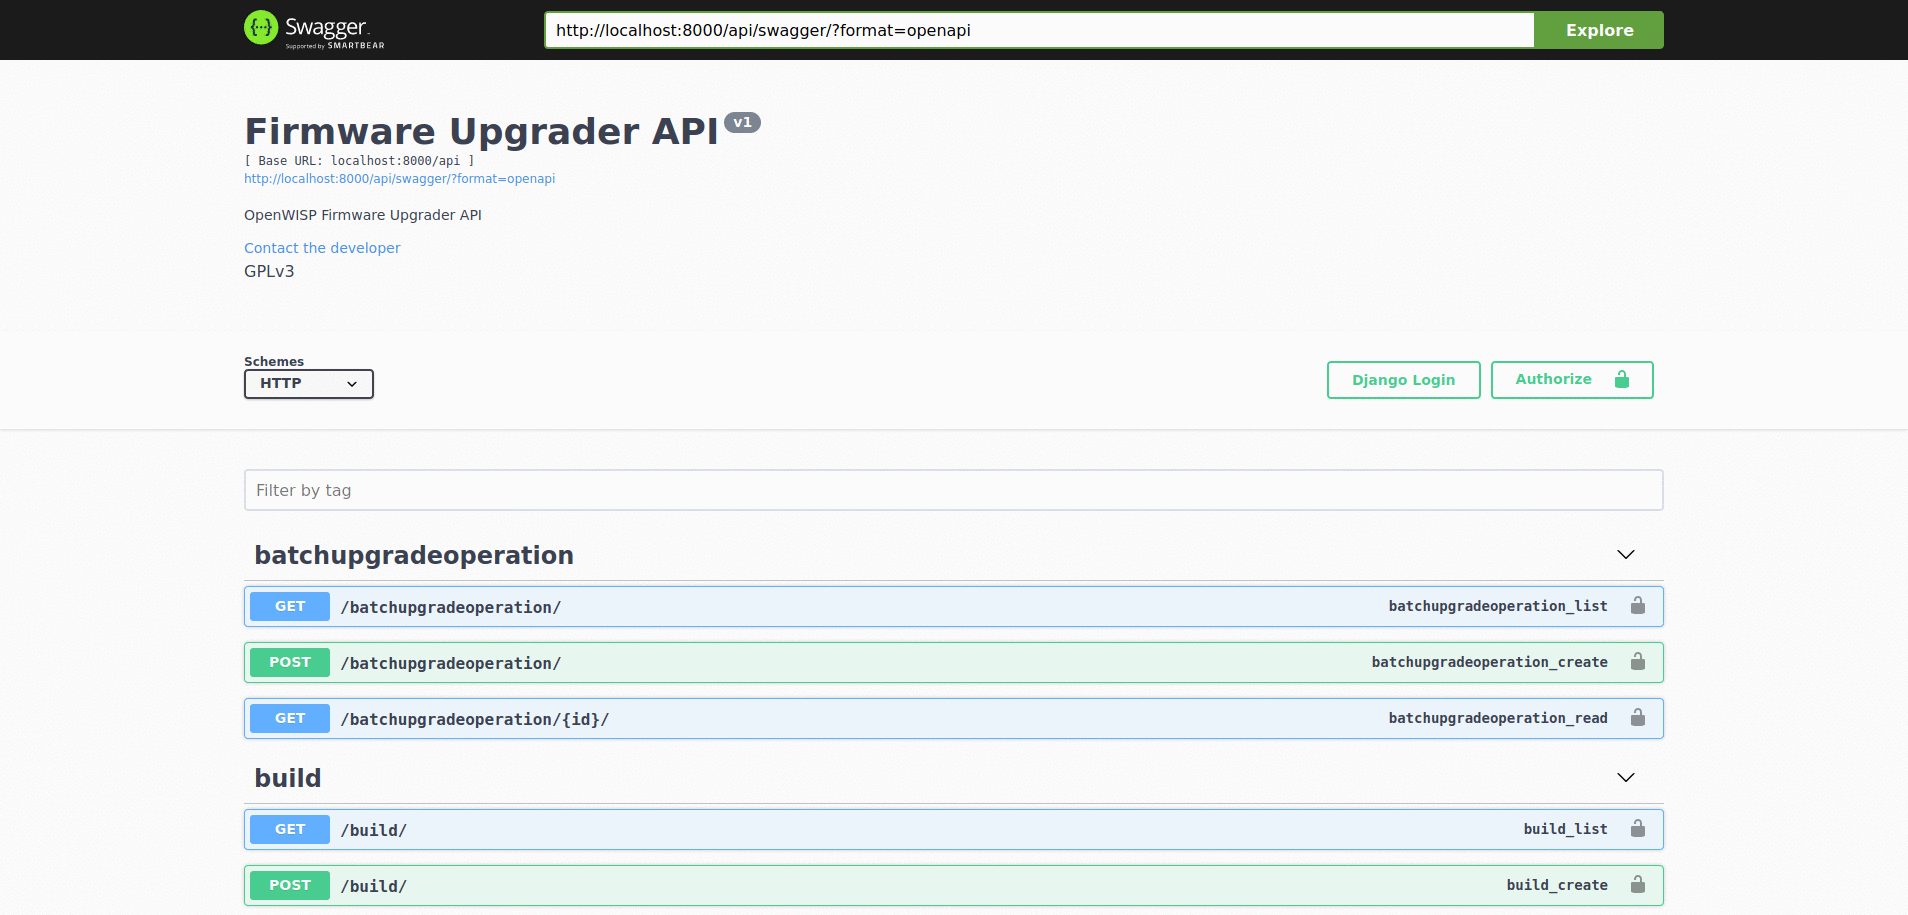 {···} Swagger™
Supported by SMARTBEAR
http://localhost:8000/api/swagger/?format=openapi
Explore
Firmware Upgrader API v1
[ Base URL: localhost:8000/api ]
http://localhost:8000/api/swagger/?format=openapi
OpenWISP Firmware Upgrader API
Contact the developer
GPLv3
Schemes
HTTP
Django Login
Authorize
Filter by tag
batchupgradeoperation
GET /batchupgradeoperation/ batchupgradeoperation_list
POST /batchupgradeoperation/ batchupgradeoperation_create
GET /batchupgradeoperation/{id}/ batchupgradeoperation_read
build
GET /build/ build_list
POST /build/ build_create